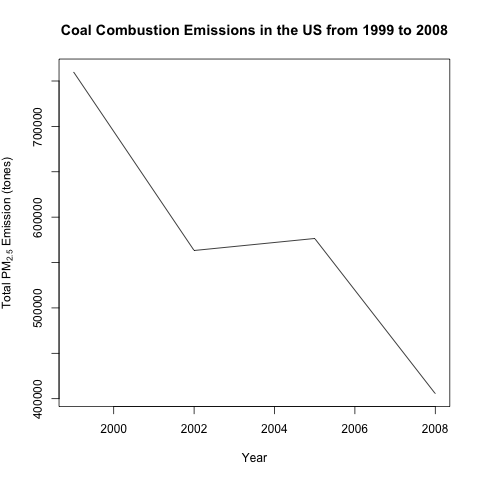 Coal Combustion Emissions in the US from 1999 to 2008
Total PM2.5 Emission (tones)
700000
600000
500000
400000
2000 2002 2004 2006 2008
Year